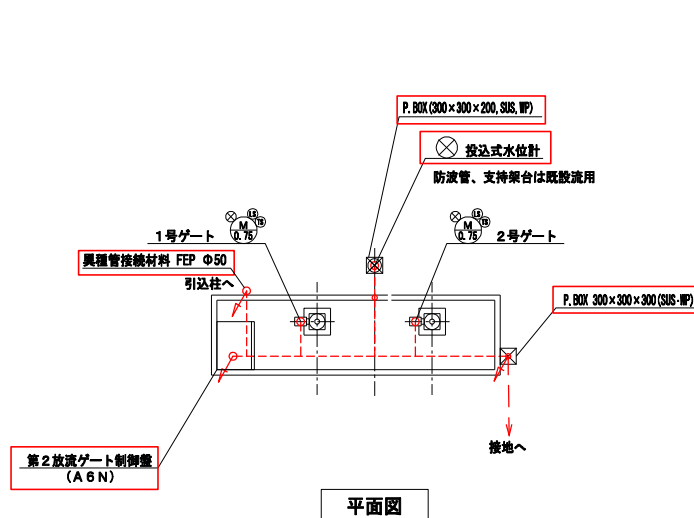 P.BOX(300×300×200,SUS,WP)
投込式水位計
防波管、支持架台は既設流用
LS
TS
M
0.75
1号ゲート
LS
TS
M
0.75
2号ゲート
異種管接続材料 FEP Φ50
引込柱へ
P.BOX 300×300×300(SUS-WP)
接地へ
第2放流ゲート制御盤
(A6N)
平面図